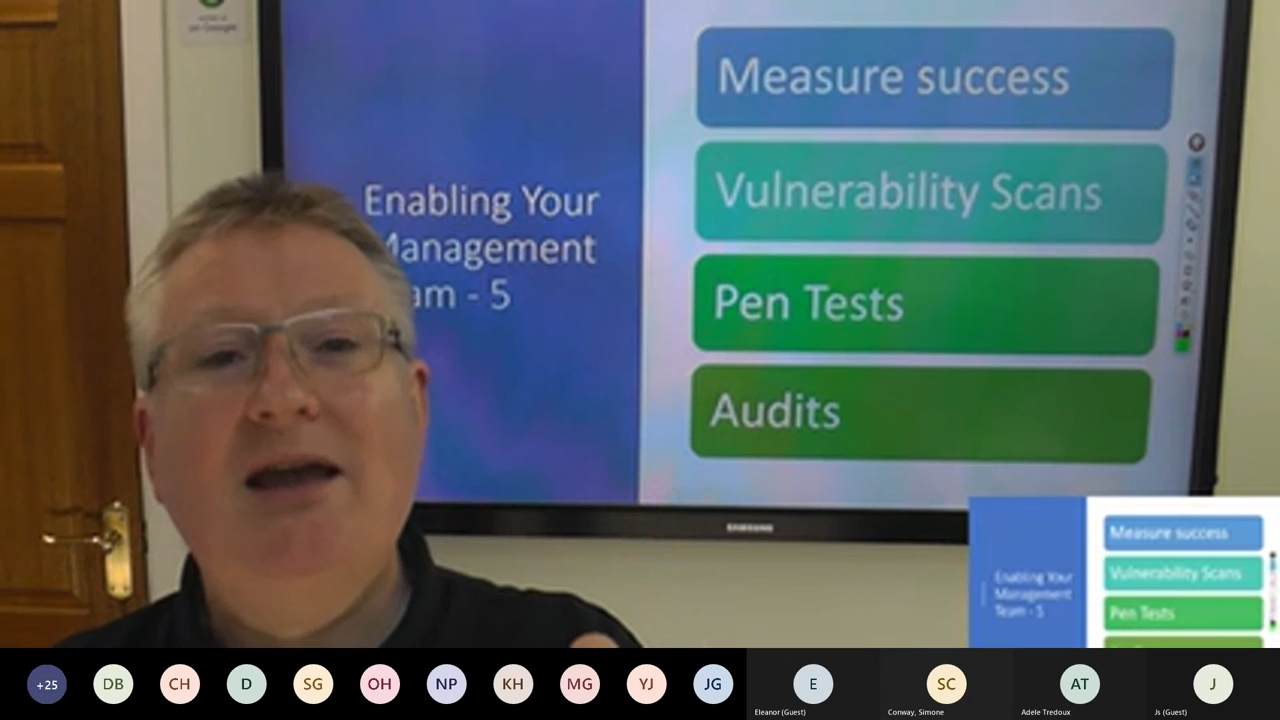 on Google
Enabling Your
Management
am - 5
Measure success
Vulnerability Scans
Pen Tests
Audits
SAMSUNG
Enabling Your
Management
Team - 5
Measure success
Vulnerability Scans
Pen Tests
+25
DB
CH
D
SG
OH
NP
KH
MG
YJ
JG
E
SC
AT
J
Eleanor (Guest)
Conway, Simone
Adele Tredoux
Js (Guest)